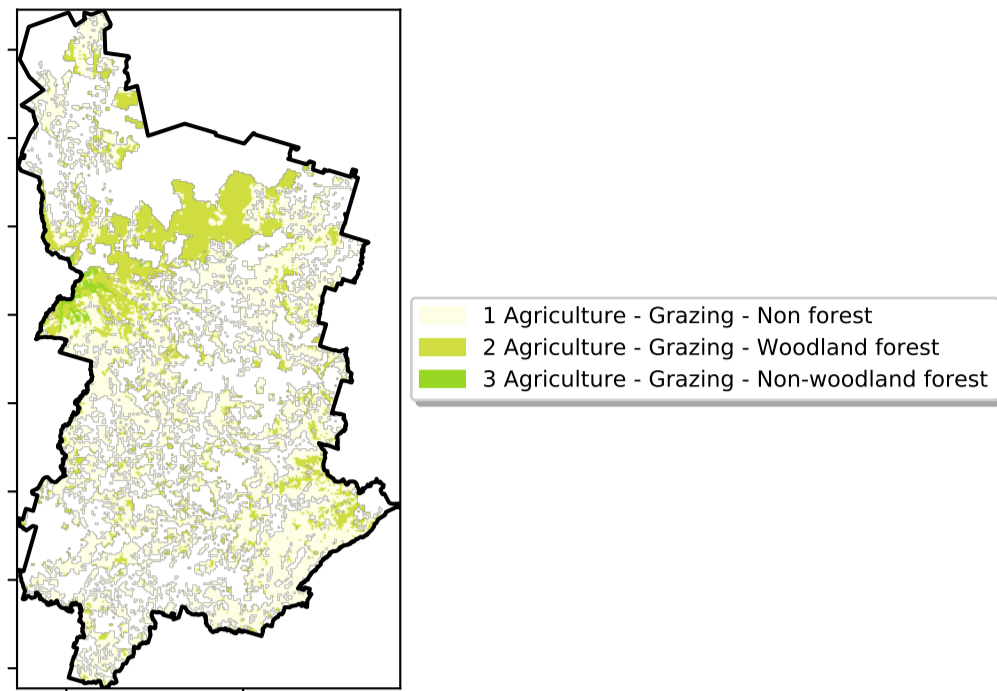 1 Agriculture - Grazing - Non forest
2 Agriculture - Grazing - Woodland forest
3 Agriculture - Grazing - Non-woodland forest